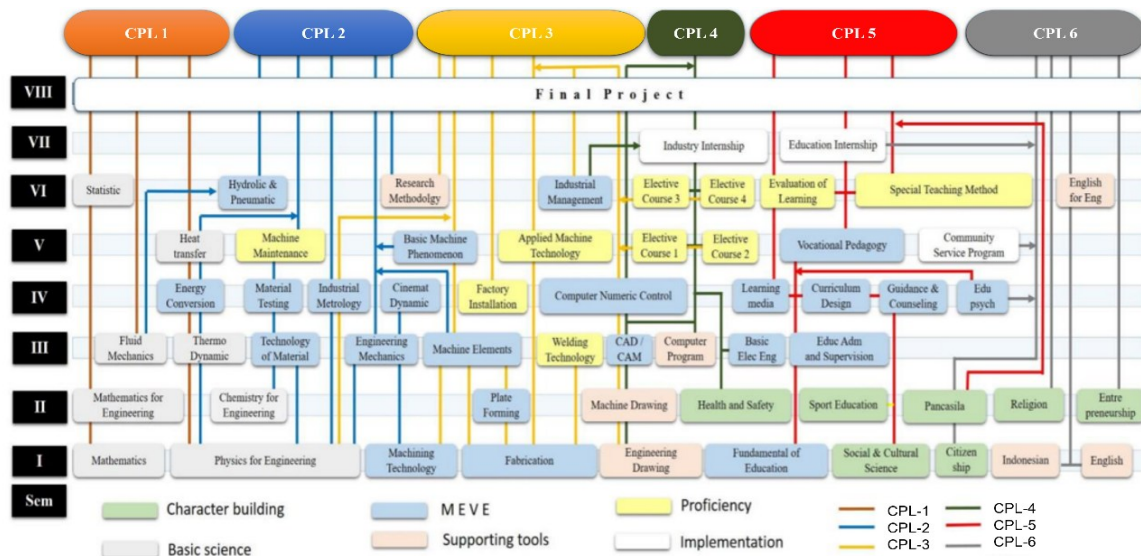 CPL 1
CPL 2
CPL 3
CPL 4
CPL 5
CPL 6
VIII
Final Project
VII
Industry Internship
Education Internship
VI
Statistic
Hydrolic &
Pneumatic
Research
Methodolgy
Industrial
Management
Elective
Course 3
Elective
Course 4
Evaluation of
Learning
Special Teaching Method
English
for Eng
V
Heat
transfer
Machine
Maintenance
Basic Machine
Phenomenon
Applied Machine
Technology
Elective
Course 1
Elective
Course 2
Vocational Pedagogy
Community
Service Program
IV
Energy
Conversion
Material
Testing
Industrial
Metrology
Cinemat
Dynamic
Factory
Installation
Computer Numeric Control
Learning
media
Curriculum
Design
Guidance &
Counseling
Edu
psych
III
Fluid
Mechanics
Thermo
Dynamic
Technology
of Material
Engineering
Mechanics
Machine Elements
Welding
Technology
CAD /
CAM
Computer
Program
Basic
Elec Eng
Educ Adm
and Supervision
II
Mathematics for
Engineering
Chemistry for
Engineering
Plate
Forming
Machine Drawing
Health and Safety
Sport Education
Pancasila
Religion
Entre
preneurship
I
Mathematics
Physics for Engineering
Machining
Technology
Fabrication
Engineering
Drawing
Fundamental of
Education
Social & Cultural
Science
Citizen
ship
Indonesian
English
Sem
Character building
M E V E
Proficiency
Basic science
Supporting tools
Implementation
CPL-1
CPL-2
CPL-3
CPL-4
CPL-5
CPL-6